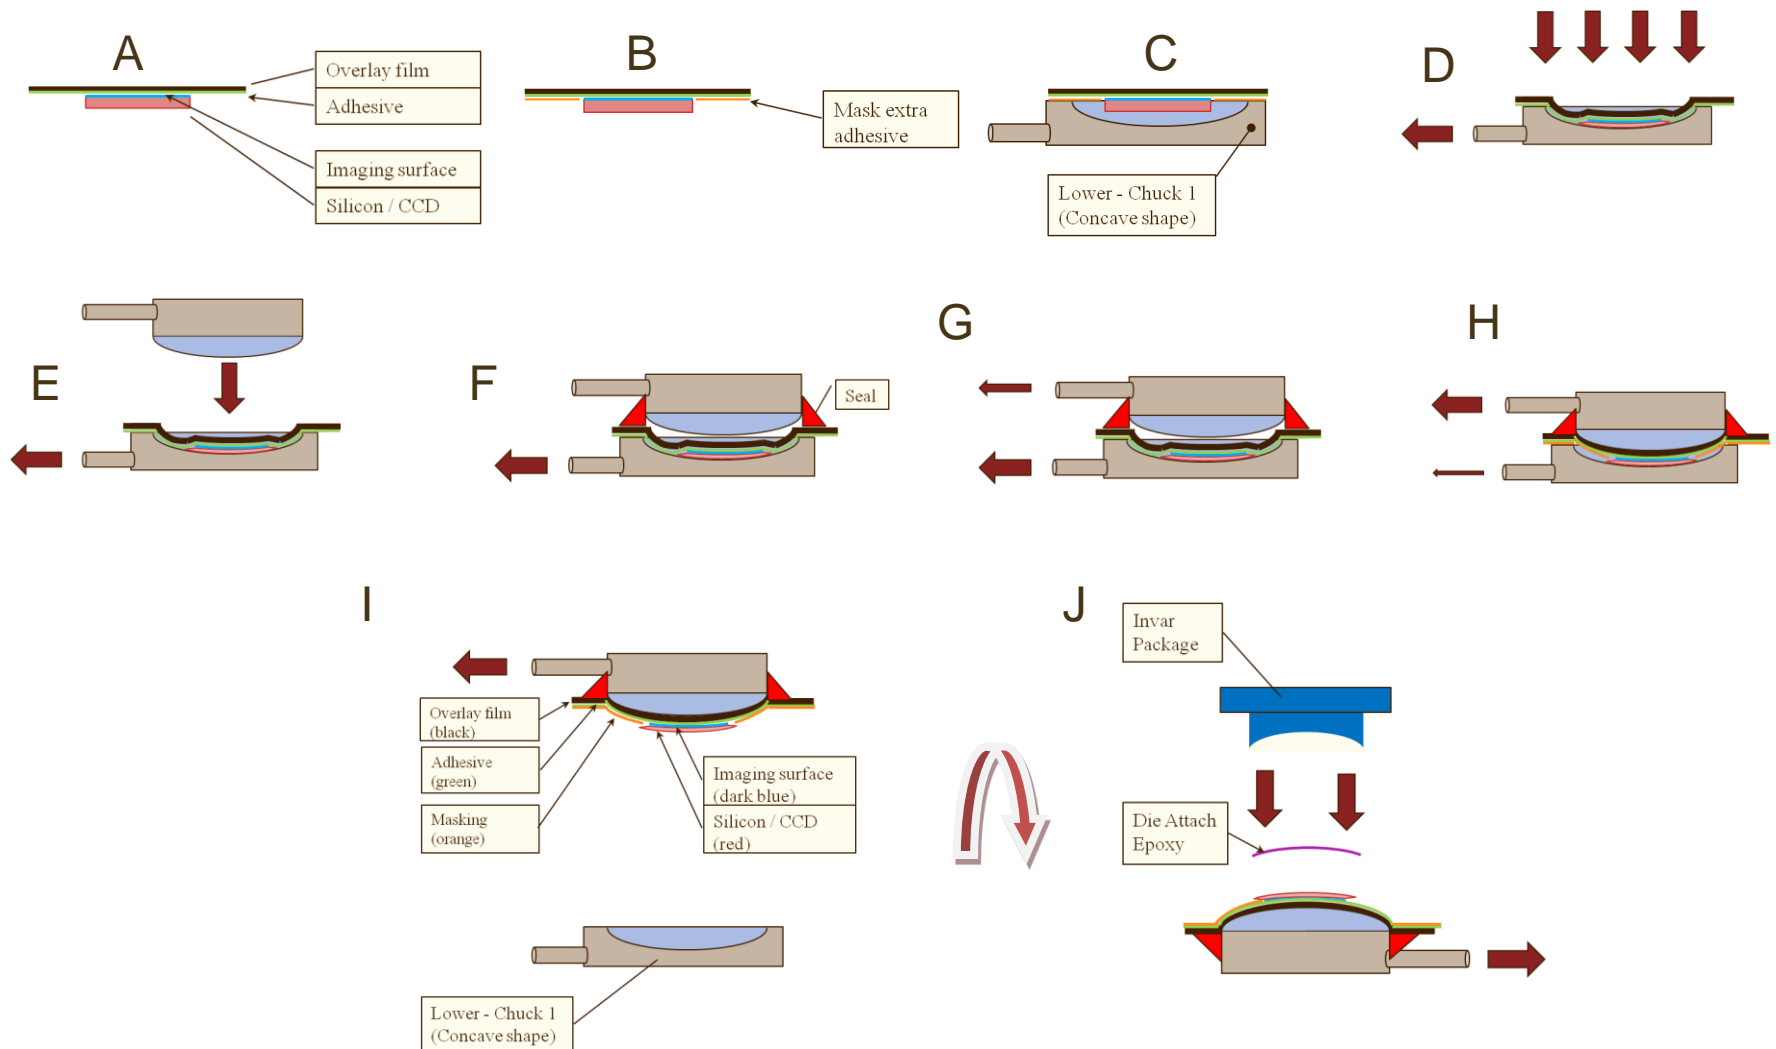 A
Overlay film
Adhesive
Imaging surface
Silicon / CCD
B
Mask extra
adhesive
C
Lower - Chuck 1
(Concave shape)
D
E
F
Seal
G
H
I
Overlay film
(black)
Adhesive
(green)
Masking
(orange)
Imaging surface
(dark blue)
Silicon / CCD
(red)
Lower - Chuck 1
(Concave shape)
J
Invar
Package
Die Attach
Epoxy